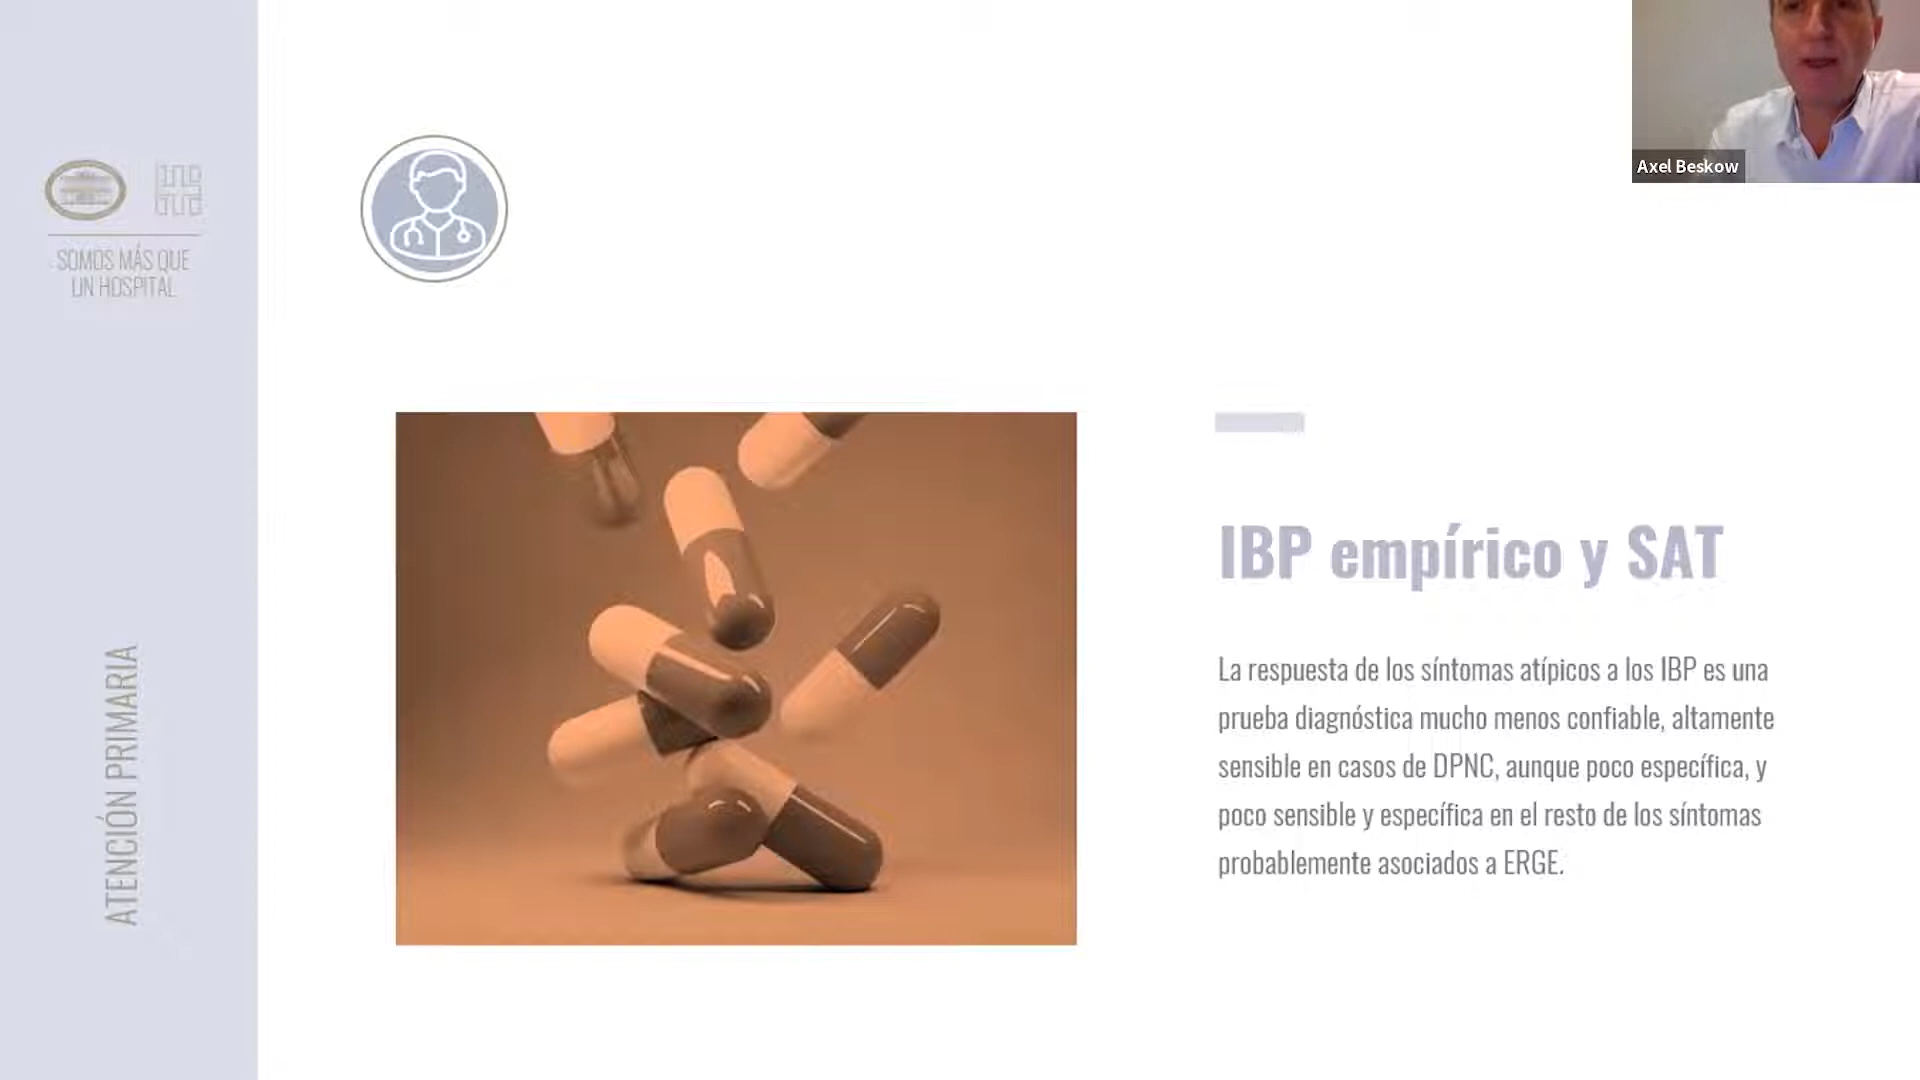 Axel Beskow
SOMOS MÁS QUE
UN HOSPITAL
ATENCIÓN PRIMARIA
IBP empírico y SAT
La respuesta de los síntomas atípicos a los IBP es una
prueba diagnóstica mucho menos confiable, altamente
sensible en casos de DPNC, aunque poco específica, y
poco sensible y específica en el resto de los síntomas
probablemente asociados a ERGE.